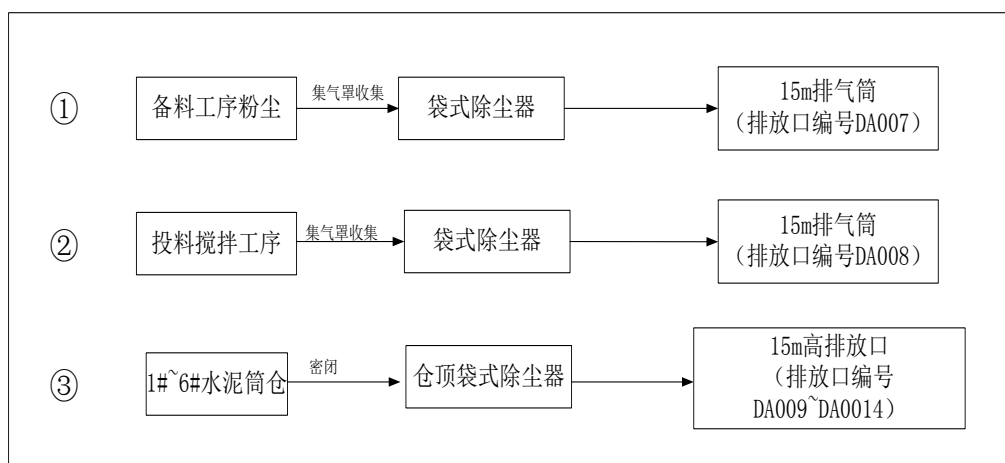 ①
备料工序粉尘
集气罩收集
袋式除尘器
15m排气筒
（排放口编号DA007）
②
投料搅拌工序
集气罩收集
袋式除尘器
15m排气筒
（排放口编号DA008）
③
1#~6#水泥筒仓
密闭
仓顶袋式除尘器
15m高排放口
（排放口编号
DA009~DA0014）